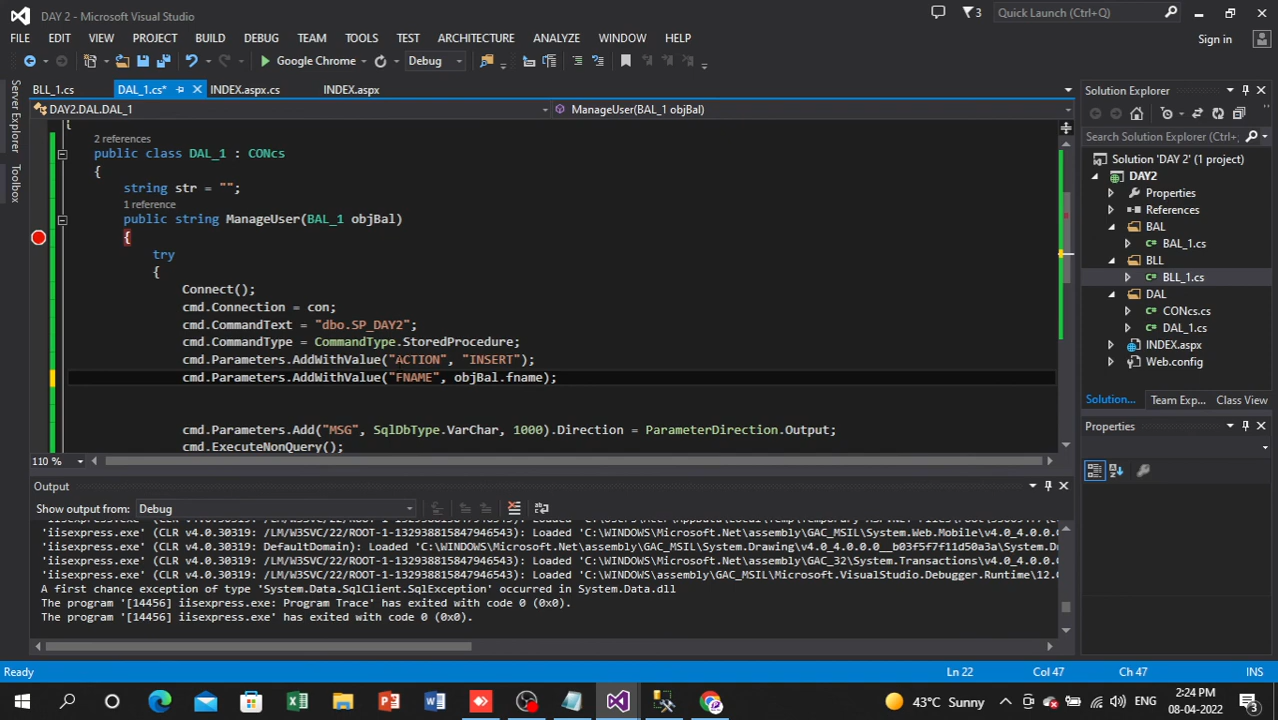 DAY 2 - Microsoft Visual Studio
3
Quick Launch (Ctrl+Q)
FILE EDIT VIEW PROJECT BUILD DEBUG TEAM TOOLS TEST ARCHITECTURE ANALYZE WINDOW HELP
Sign in
Google Chrome
Debug
BLL_1.cs DAL_1.cs* INDEX.aspx.cs INDEX.aspx
DAY2.DAL.DAL_1
ManageUser(BAL_1 objBal)
Server Explorer
Toolbox
{
2 references
public class DAL_1 : CONcs
{
string str = "";
1 reference
public string ManageUser(BAL_1 objBal)
{
try
{
Connect();
cmd.Connection = con;
cmd.CommandText = "dbo.SP_DAY2";
cmd.CommandType = CommandType.StoredProcedure;
cmd.Parameters.AddWithValue("ACTION", "INSERT");
cmd.Parameters.AddWithValue("FNAME", objBal.fname);
cmd.Parameters.Add("MSG", SqlDbType.VarChar, 1000).Direction = ParameterDirection.Output;
cmd.ExecuteNonQuery();
110 %
Solution Explorer
Search Solution Explorer (Ctrl+;)
Solution 'DAY 2' (1 project)
DAY2
Properties
References
BAL
BAL_1.cs
BLL
BLL_1.cs
DAL
CONcs.cs
DAL_1.cs
INDEX.aspx
Web.config
Solution... Team Exp... Class View
Properties
Output
Show output from: Debug
'iisexpress.exe' (CLR v4.0.30319: /LM/W3SVC/22/ROOT-1-132938815847946543): Loaded 'C:\WINDOWS\Microsoft.Net\assembly\GAC_MSIL\System.Web.Mobile\v4.0_4.0.0.
'iisexpress.exe' (CLR v4.0.30319: DefaultDomain): Loaded 'C:\WINDOWS\Microsoft.Net\assembly\GAC_MSIL\System.Drawing\v4.0_4.0.0.0__b03f5f7f11d50a3a\System.D
'iisexpress.exe' (CLR v4.0.30319: /LM/W3SVC/22/ROOT-1-132938815847946543): Loaded 'C:\WINDOWS\Microsoft.Net\assembly\GAC_32\System.Transactions\v4.0_4.0.0.
'iisexpress.exe' (CLR v4.0.30319: /LM/W3SVC/22/ROOT-1-132938815847946543): Loaded 'C:\WINDOWS\assembly\GAC_MSIL\Microsoft.VisualStudio.Debugger.Runtime\12.
A first chance exception of type 'System.Data.SqlClient.SqlException' occurred in System.Data.dll
The program '[14456] iisexpress.exe: Program Trace' has exited with code 0 (0x0).
The program '[14456] iisexpress.exe' has exited with code 0 (0x0).
Ready
Ln 22 Col 47 Ch 47 INS
43°C Sunny
ENG
2:24 PM
08-04-2022
3